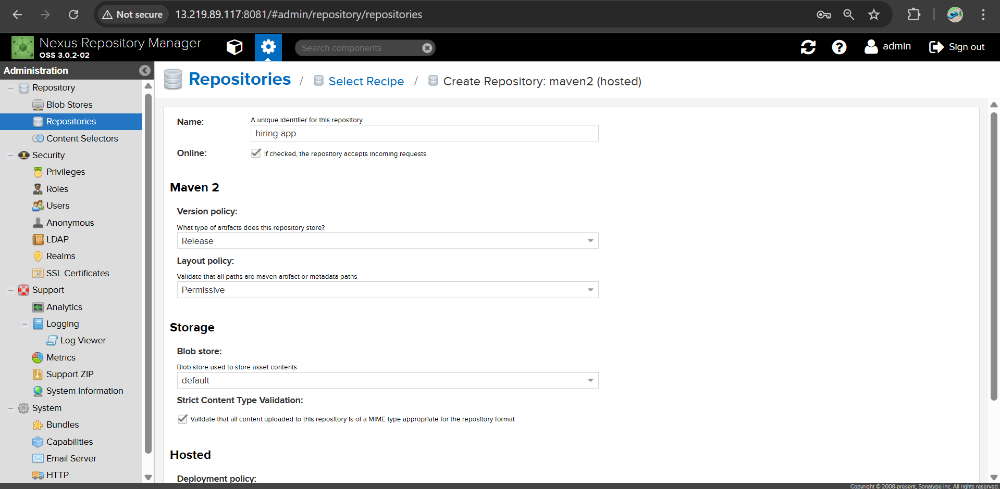 Not secure
13.219.89.117:8081/#admin/repository/repositories
Nexus Repository Manager
OSS 3.0.2-02
Search components
admin
Sign out
Administration
Repository
Blob Stores
Repositories
Content Selectors
Security
Privileges
Roles
Users
Anonymous
LDAP
Realms
SSL Certificates
Support
Analytics
Logging
Log Viewer
Metrics
Support ZIP
System Information
System
Bundles
Capabilities
Email Server
HTTP
Repositories / Select Recipe / Create Repository: maven2 (hosted)
Name:
A unique identifier for this repository
hiring-app
Online:
If checked, the repository accepts incoming requests
Maven 2
Version policy:
What type of artifacts does this repository store?
Release
Layout policy:
Validate that all paths are maven artifact or metadata paths
Permissive
Storage
Blob store:
Blob store used to store asset contents
default
Strict Content Type Validation:
Validate that all content uploaded to this repository is of a MIME type appropriate for the repository format
Hosted
Deployment policy:
Copyright © 2008-present, Sonatype Inc. All rights reserved.